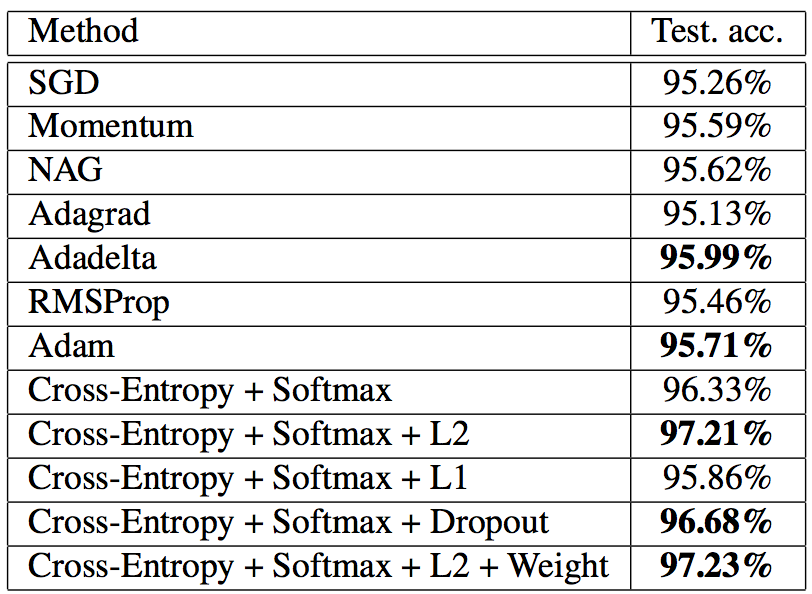 Method Test. acc.
SGD 95.26%
Momentum 95.59%
NAG 95.62%
Adagrad 95.13%
Adadelta 95.99%
RMSProp 95.46%
Adam 95.71%
Cross-Entropy + Softmax 96.33%
Cross-Entropy + Softmax + L2 97.21%
Cross-Entropy + Softmax + L1 95.86%
Cross-Entropy + Softmax + Dropout 96.68%
Cross-Entropy + Softmax + L2 + Weight 97.23%